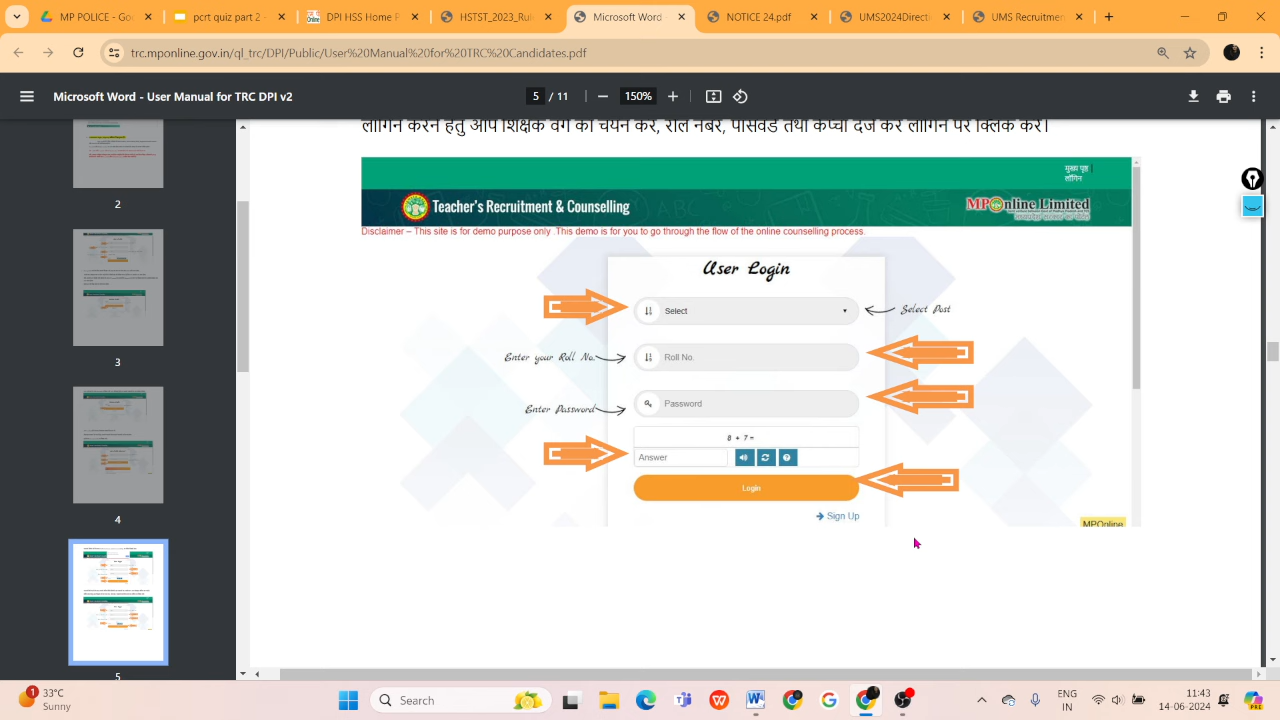 MP POLICE - Go
pcrt quiz part 2 -
DPI HSS Home P
HSTST_2023_Rul
Microsoft Word
NOTICE 24.pdf
UMS2024Directi
UMS Recruitmen
trc.mponline.gov.in/ql_trc/DPI/Public/User%20Manual%20for%20TRC%20Candidates.pdf
Microsoft Word - User Manual for TRC DPI v2
5 / 11
150%
2
3
4
5
लॉगिन करने हेतु आप शिक्षक वर्ग का चयन करे, रोल नंबर, पासवर्ड तथा कैप्चा दर्ज कर लॉगिन पर क्लिक करे।
मुख्य पृष्ठ |
लॉगिन
Teacher's Recruitment & Counselling
MPOnline Limited
Disclaimer – This site is for demo purpose only .This demo is for you to go through the flow of the online counselling process.
User Login
Select
Select Post
Enter your Roll No.
Roll No.
Enter Password
Password
8 + 7 =
Answer
Login
Sign Up
MPOnline
1
33°C
Sunny
Search
ENG
IN
11:43
14-06-2024
PRE